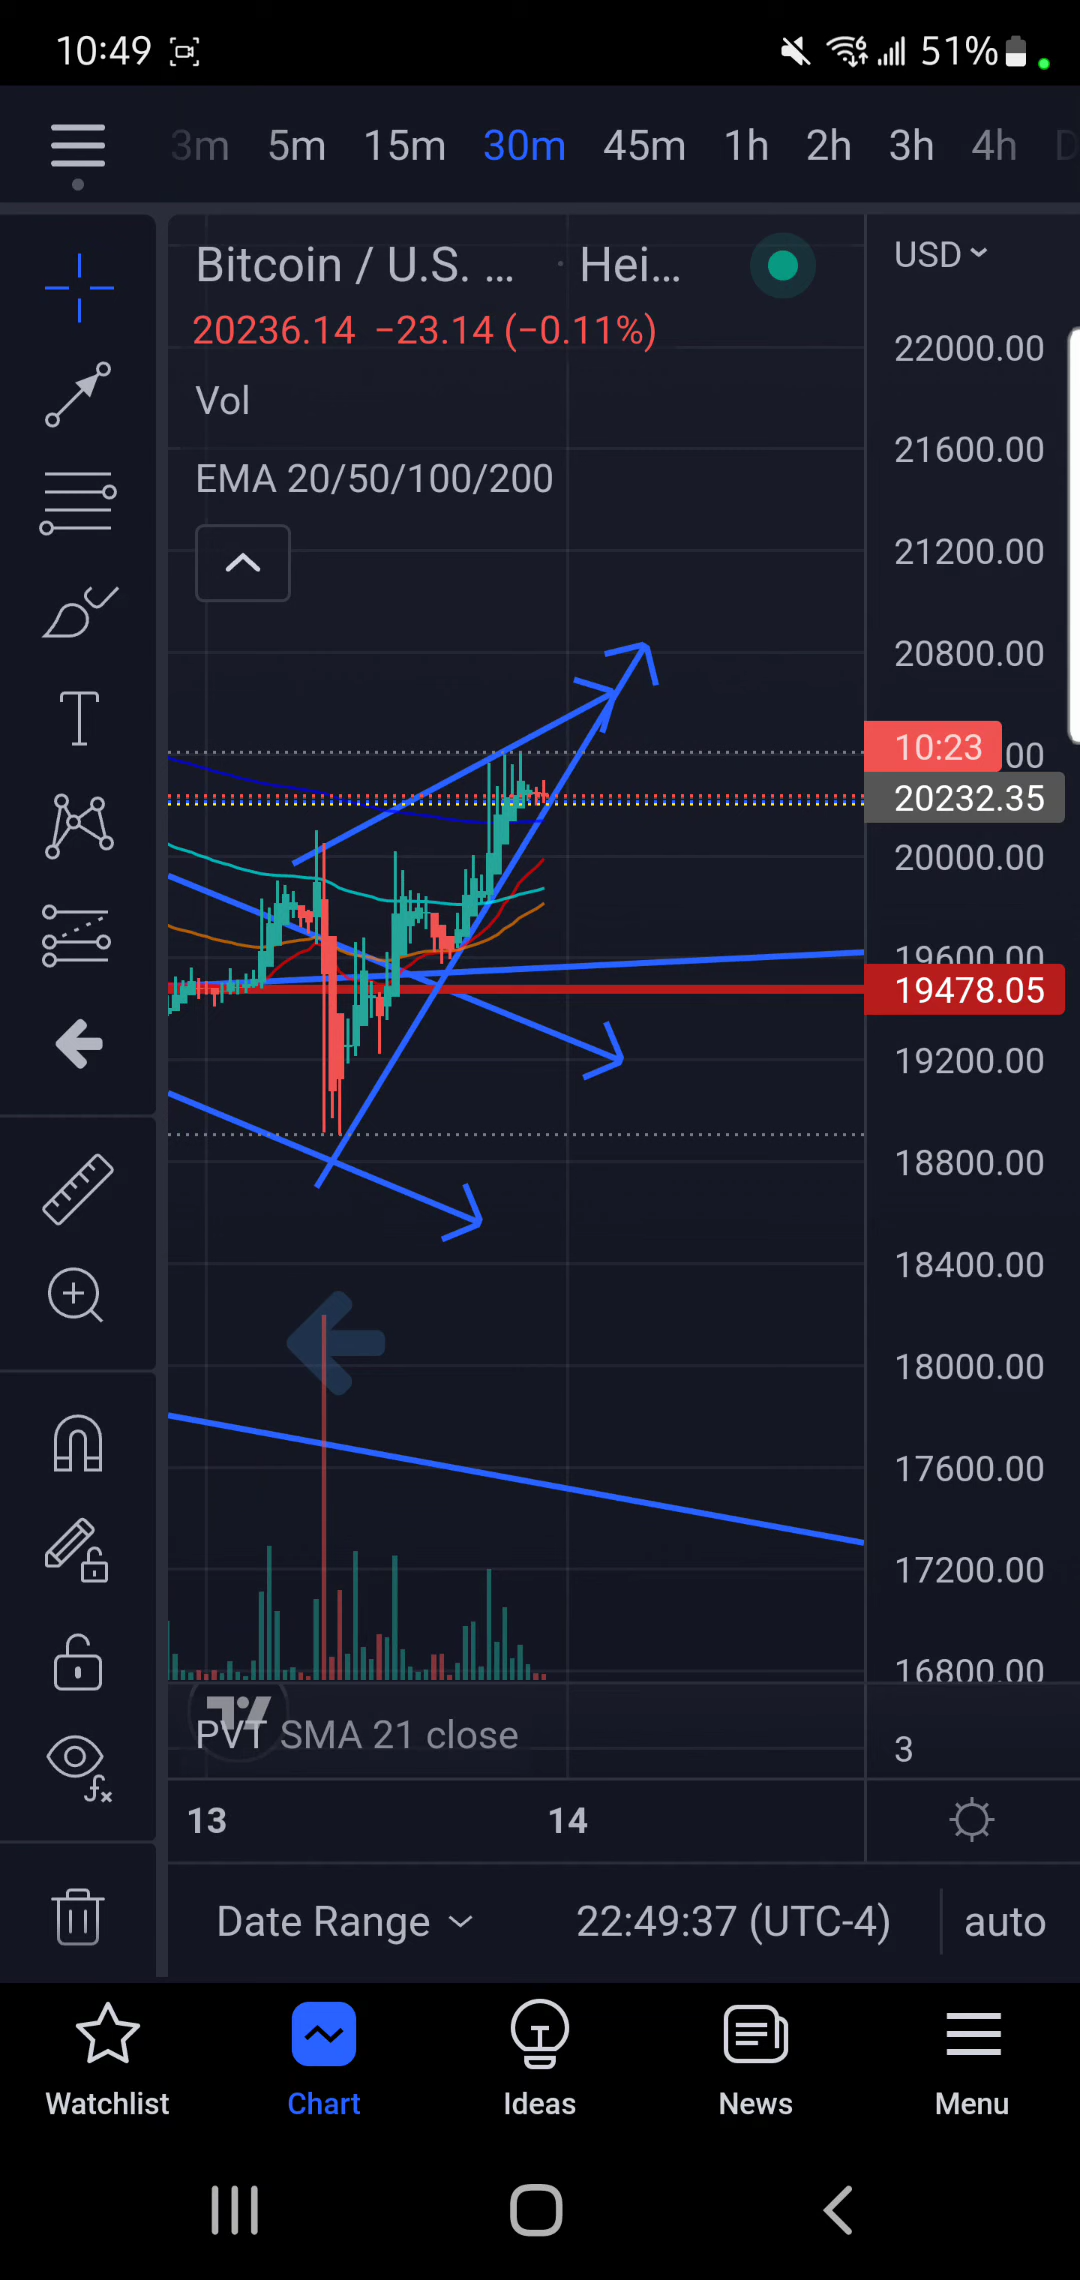 10:49 6 51%
3m 5m 15m 30m 45m 1h 2h 3h 4h D
Bitcoin / U.S. ... · Hei... USD
20236.14 −23.14 (−0.11%)
22000.00
Vol
21600.00
EMA 20/50/100/200
21200.00
20800.00
10:23 00
20232.35
20000.00
19600.00
19478.05
19200.00
18800.00
18400.00
18000.00
17600.00
17200.00
16800.00
PVT SMA 21 close
3
13 14
Date Range 22:49:37 (UTC-4) auto
Watchlist Chart Ideas News Menu